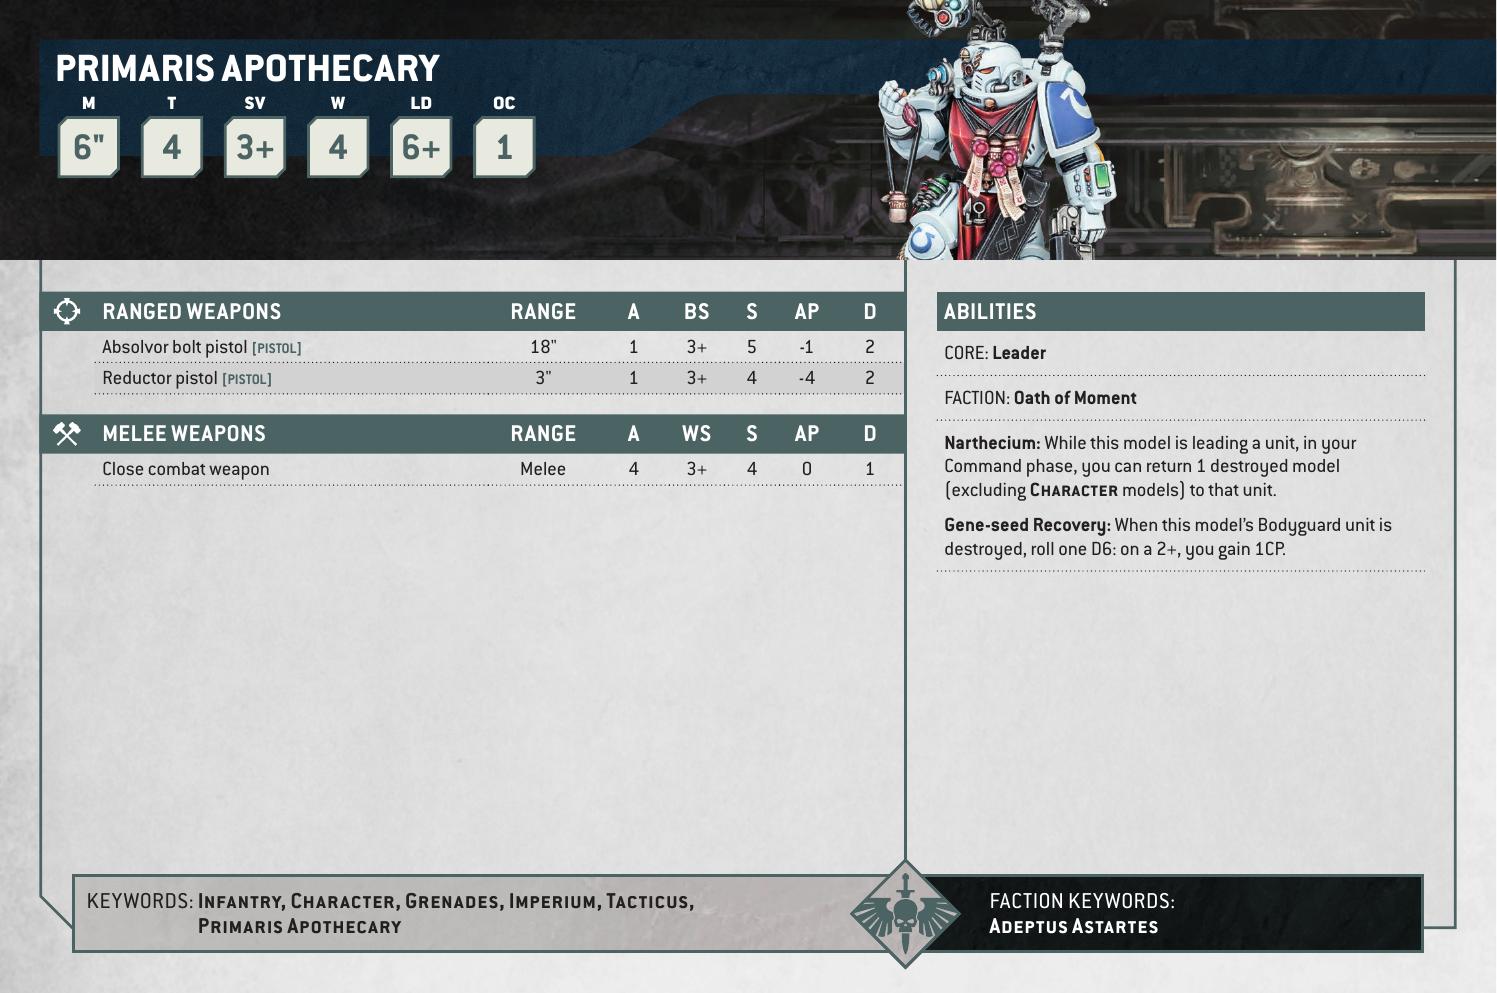 PRIMARIS APOTHECARY
M T SV W LD OC
6" 4 3+ 4 6+ 1
RANGED WEAPONS RANGE A BS S AP D
Absolvor bolt pistol [PISTOL] 18" 1 3+ 5 -1 2
Reductor pistol [PISTOL] 3" 1 3+ 4 -4 2
MELEE WEAPONS RANGE A WS S AP D
Close combat weapon Melee 4 3+ 4 0 1
ABILITIES
CORE: Leader
FACTION: Oath of Moment
Narthecium: While this model is leading a unit, in your
Command phase, you can return 1 destroyed model
(excluding CHARACTER models) to that unit.
Gene-seed Recovery: When this model’s Bodyguard unit is
destroyed, roll one D6: on a 2+, you gain 1CP.
KEYWORDS: INFANTRY, CHARACTER, GRENADES, IMPERIUM, TACTICUS,
PRIMARIS APOTHECARY
FACTION KEYWORDS:
ADEPTUS ASTARTES